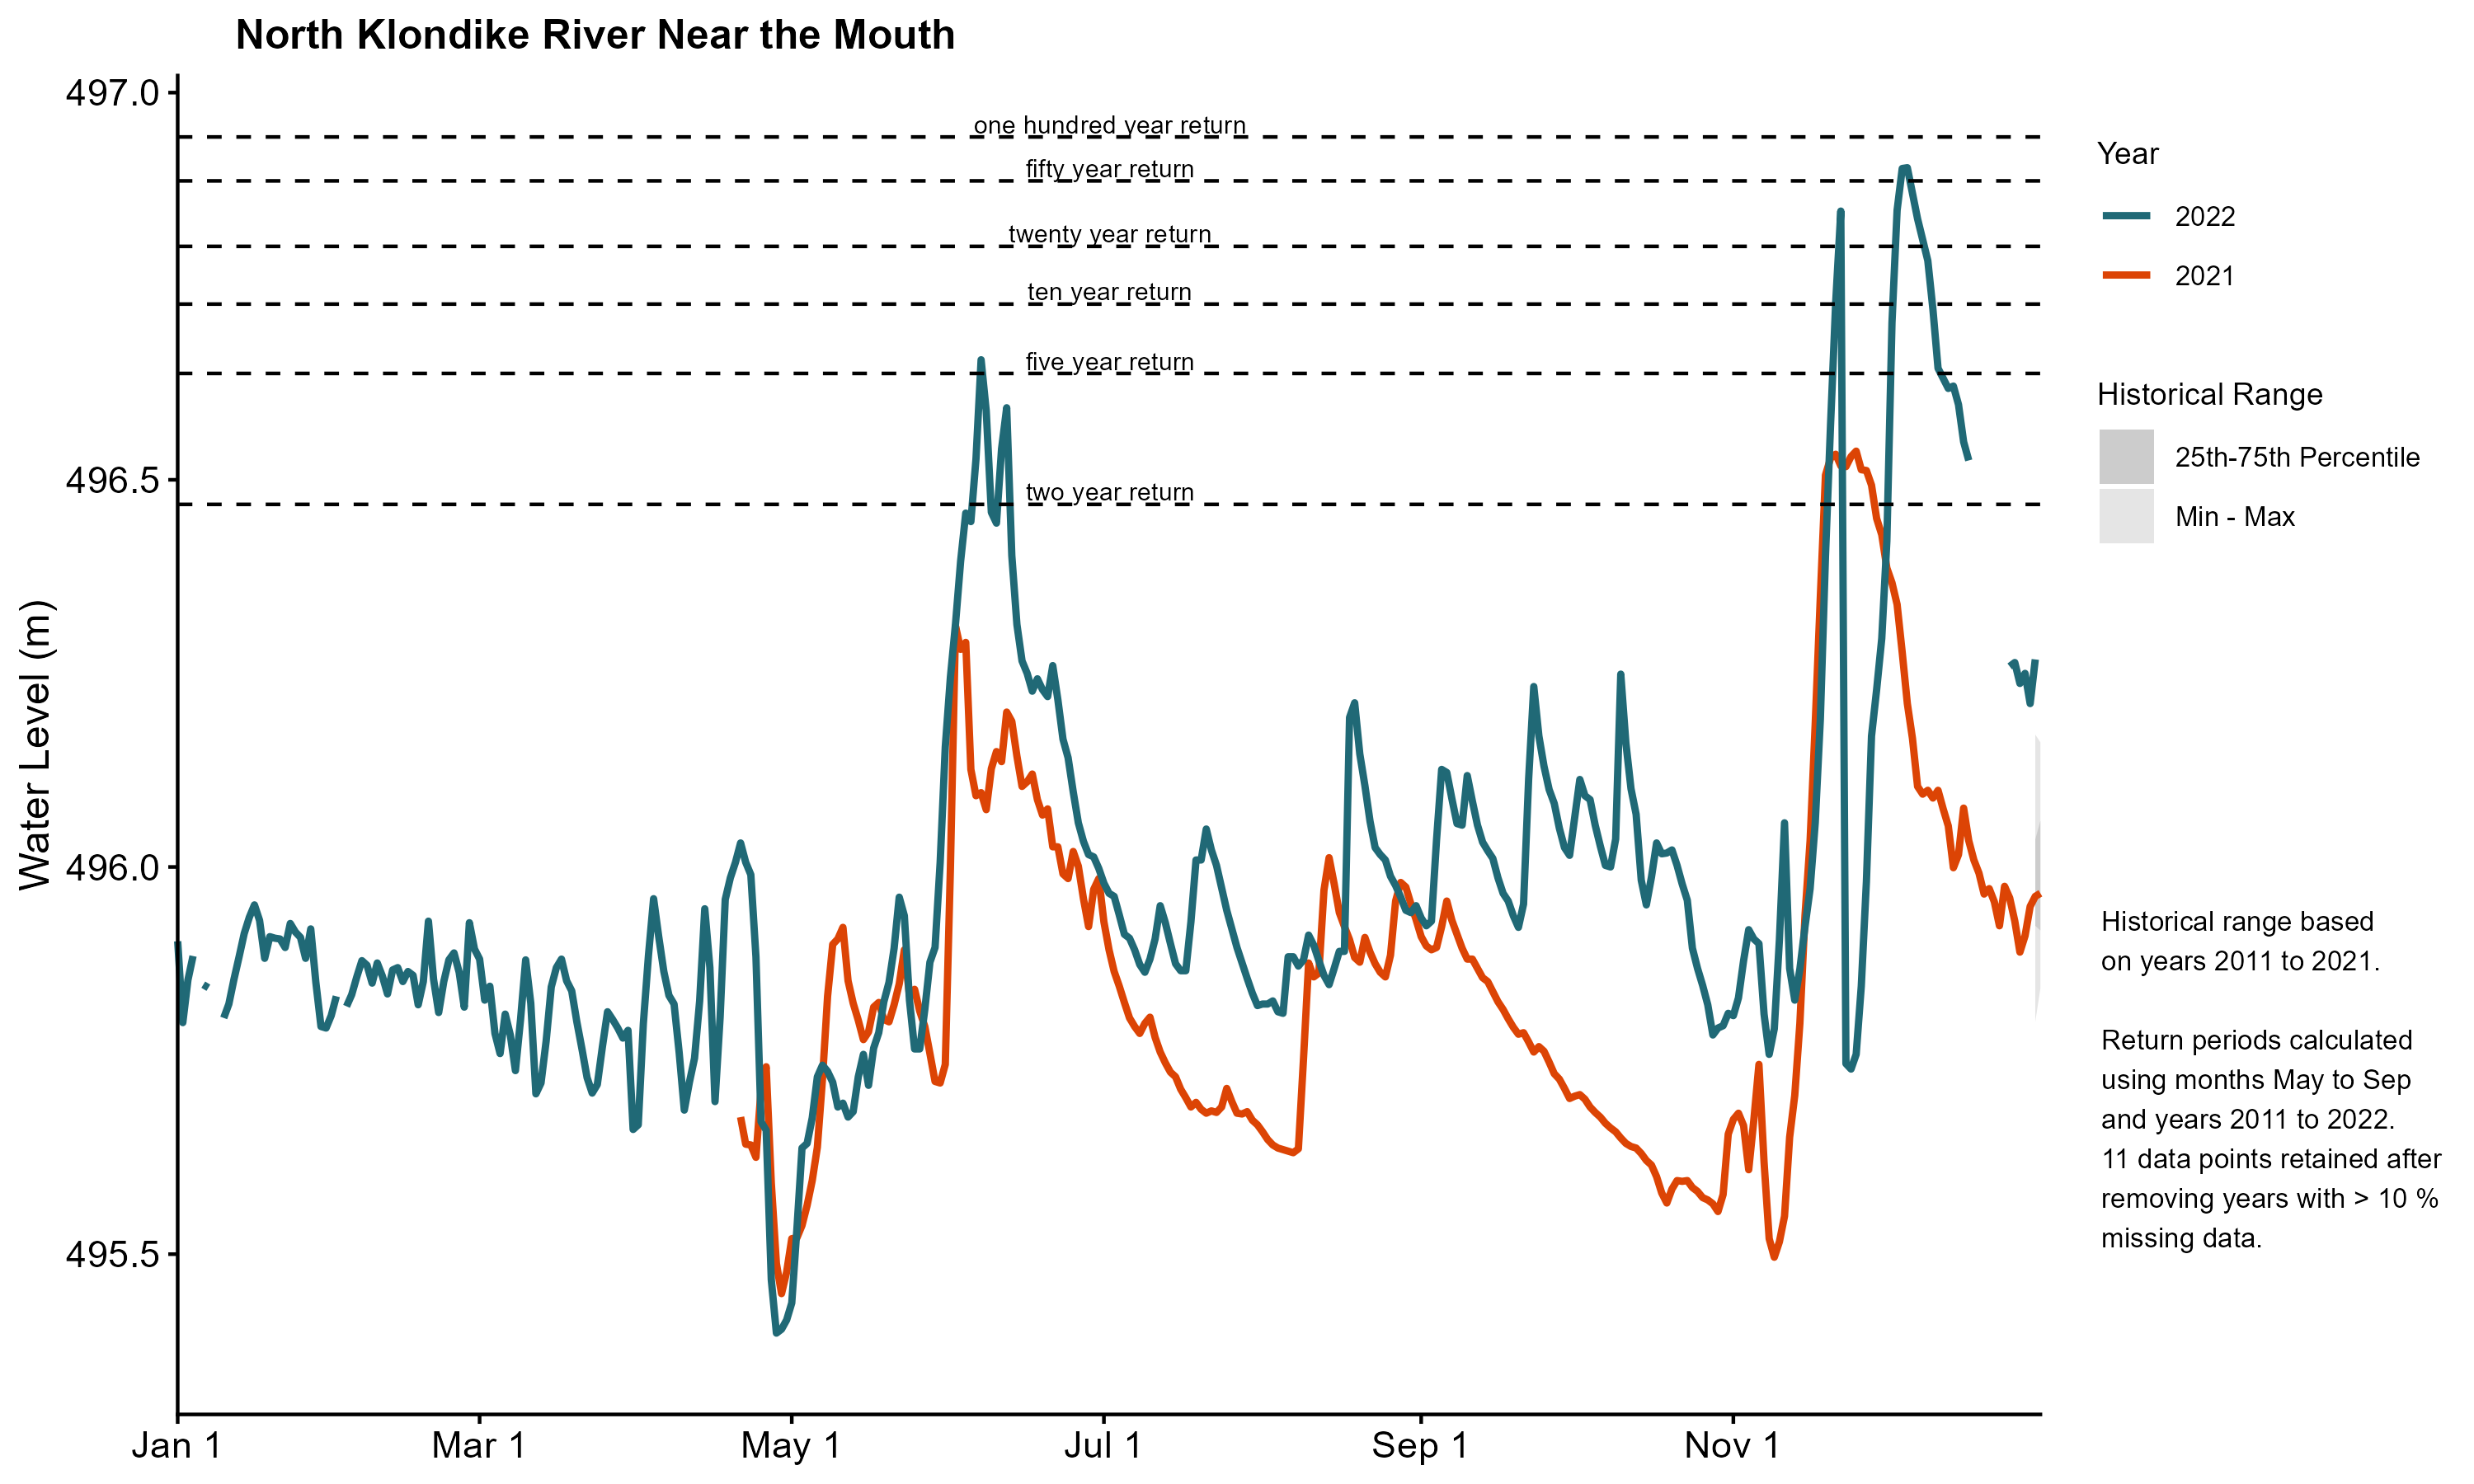 North Klondike River Near the Mouth
497.0
496.5
496.0
495.5
Water Level (m)
one hundred year return
fifty year return
twenty year return
ten year return
five year return
two year return
Jan 1
Mar 1
May 1
Jul 1
Sep 1
Nov 1
Year
2022
2021
Historical Range
25th-75th Percentile
Min - Max
Historical range based
on years 2011 to 2021.
Return periods calculated
using months May to Sep
and years 2011 to 2022.
11 data points retained after
removing years with > 10 %
missing data.